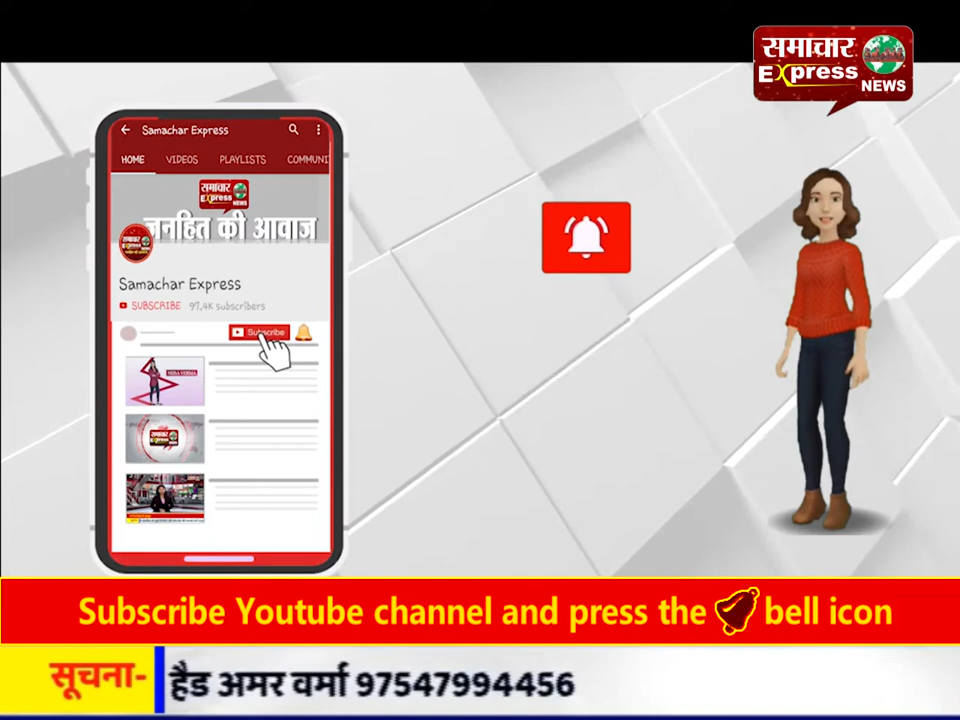 समाचार
Express
NEWS
Samachar Express
HOME VIDEOS PLAYLISTS COMMUNI
समाचार
Express
NEWS
जनहित की आवाज
Samachar Express
SUBSCRIBE 97.4K subscribers
Subscribe
Subscribe Youtube channel and press the bell icon
सूचना- हैड अमर वर्मा 97547994456